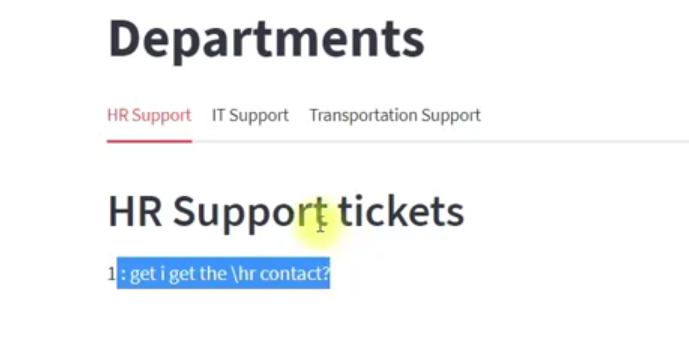 Departments
HR Support IT Support Transportation Support
HR Support tickets
1 : get i get the \hr contact?